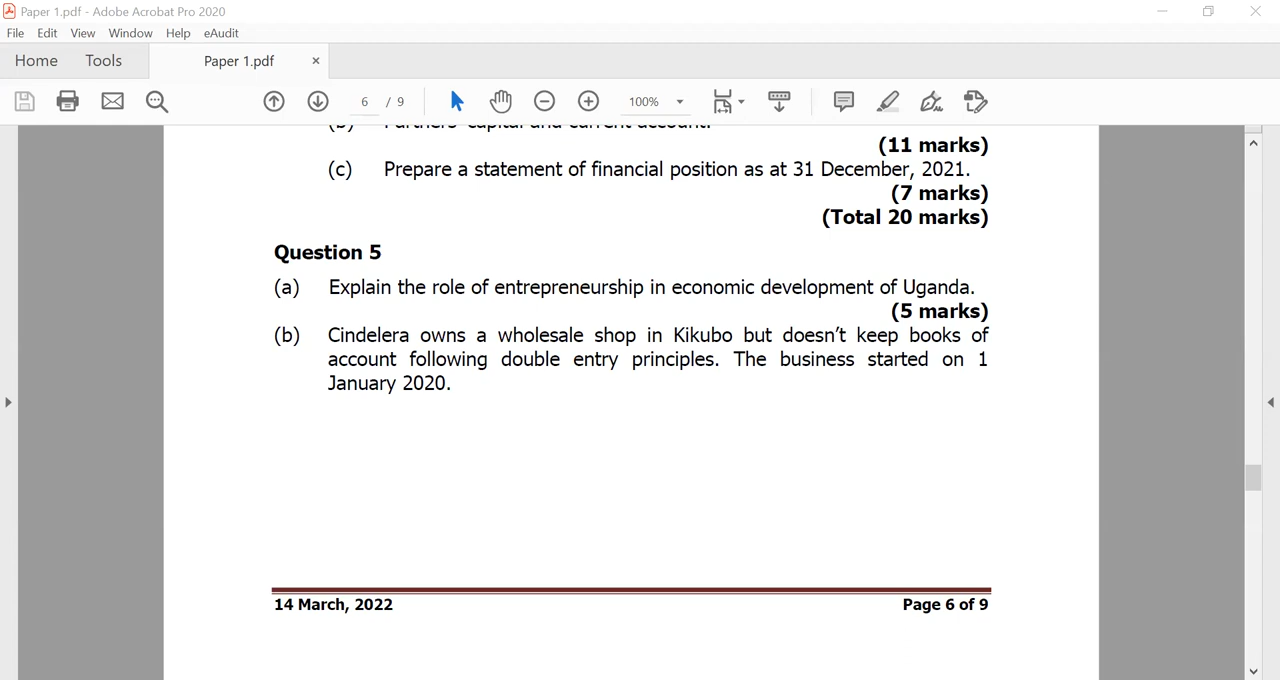 Paper 1.pdf - Adobe Acrobat Pro 2020
File Edit View Window Help eAudit
Home Tools Paper 1.pdf ×
6 / 9 100%
(11 marks)
(c) Prepare a statement of financial position as at 31 December, 2021.
(7 marks)
(Total 20 marks)
Question 5
(a) Explain the role of entrepreneurship in economic development of Uganda.
(5 marks)
(b) Cindelera owns a wholesale shop in Kikubo but doesn't keep books of
account following double entry principles. The business started on 1
January 2020.
14 March, 2022 Page 6 of 9